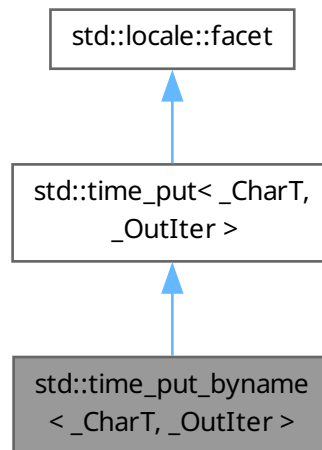 std::locale::facet
std::time_put< _CharT,
_OutIter >
std::time_put_byname
< _CharT, _OutIter >